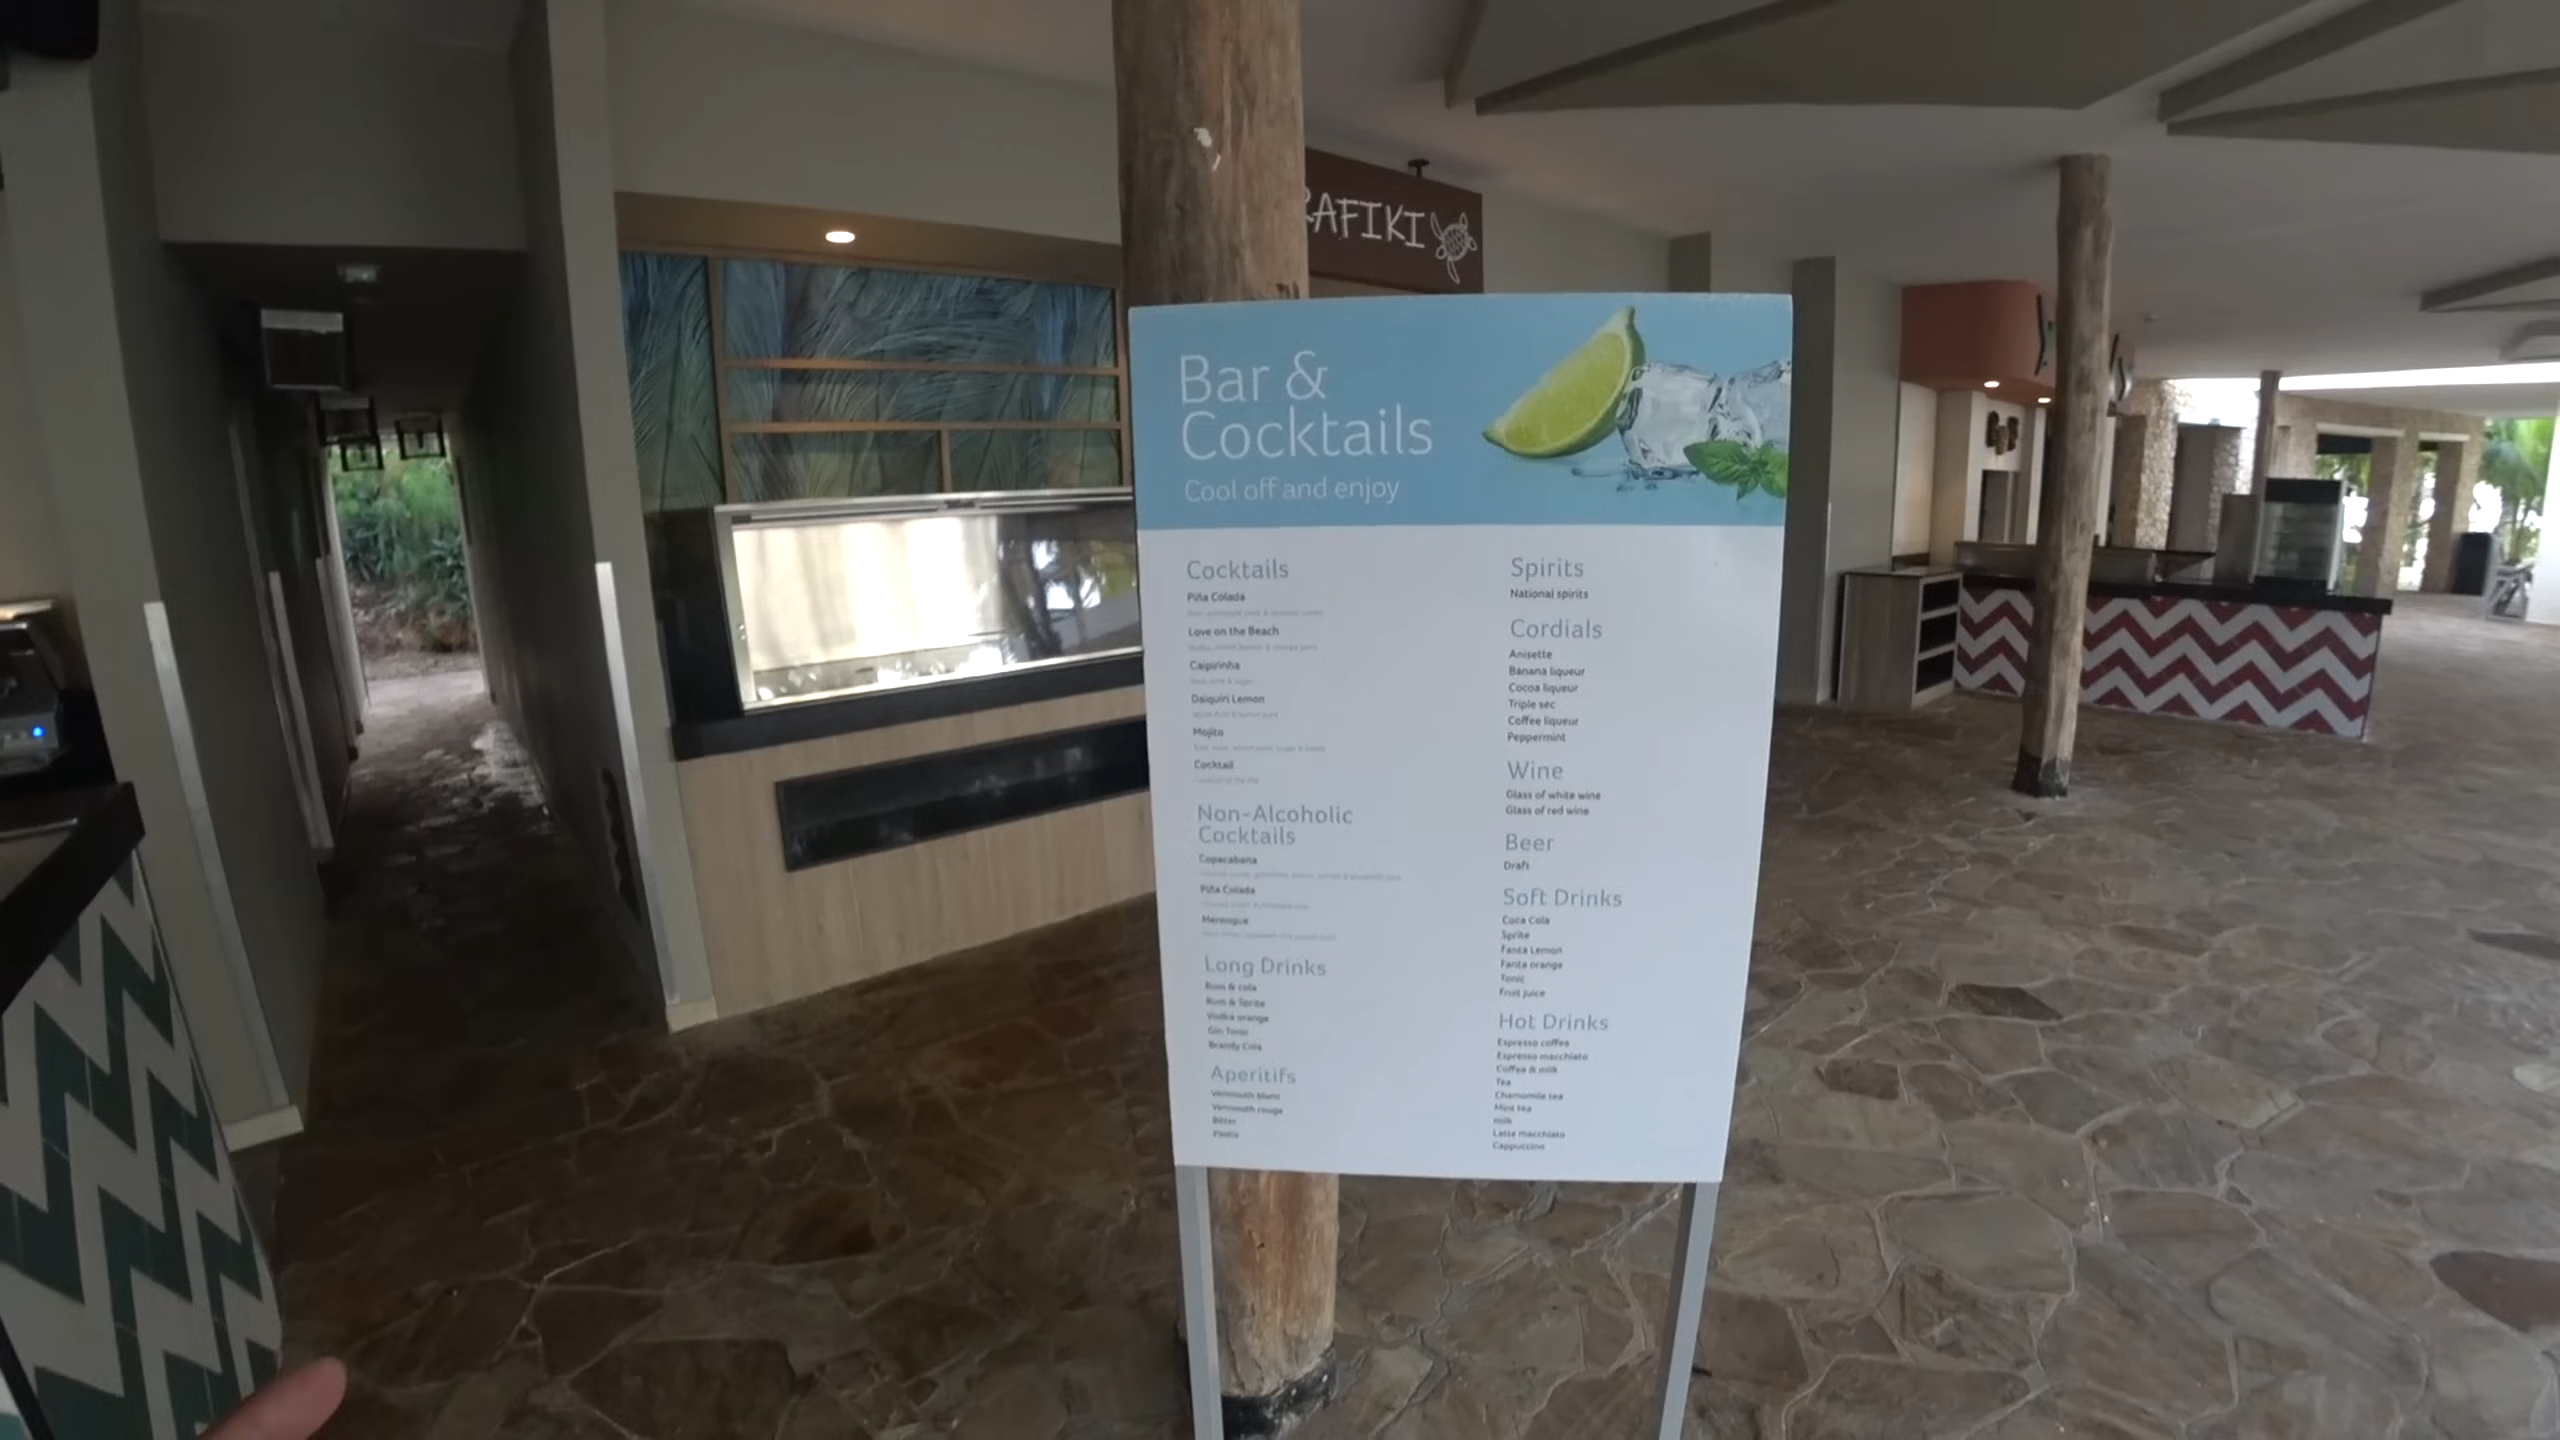 RAFIKI
Bar &
Cocktails
Cool off and enjoy
Cocktails
Piña Colada
Love on the Beach
Caipirinha
Daiquiri Lemon
Mojito
Cocktail
Non-Alcoholic
Cocktails
Copacabana
Piña Colada
Merengue
Long Drinks
Rom & cola
Rom & Sprite
Vodka orange
Gin Tonic
Brandy Cola
Aperitifs
Vermouth blanc
Vermouth rouge
Bitter
Pastis
Spirits
National spirits
Cordials
Anisette
Banana liqueur
Cocoa liqueur
Triple sec
Coffee liqueur
Peppermint
Wine
Glass of white wine
Glass of red wine
Beer
Draft
Soft Drinks
Coca Cola
Sprite
Fanta Lemon
Fanta orange
Tonic
Fruit juice
Hot Drinks
Espresso coffee
Espresso macchiato
Coffee & milk
Tea
Chamomile tea
Mint tea
milk
Latte macchiato
Cappuccino